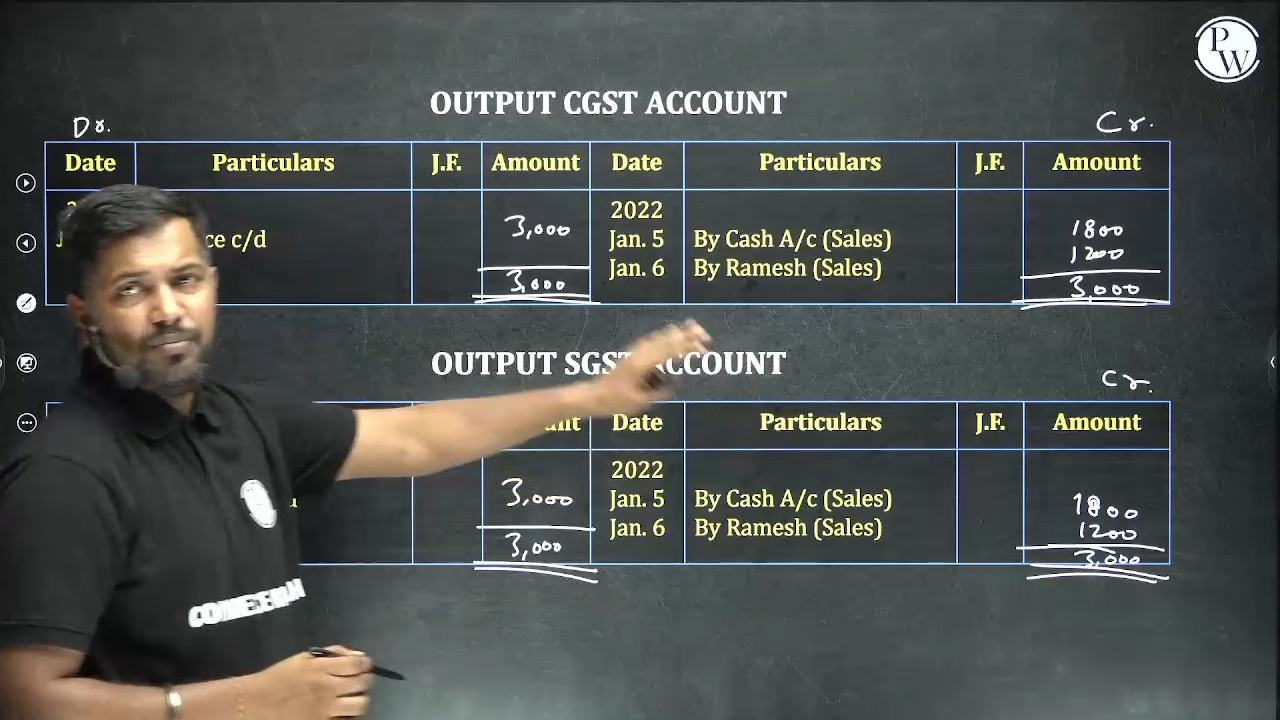 PW
OUTPUT CGST ACCOUNT
Dr. Cr.
Date Particulars J.F. Amount Date Particulars J.F. Amount
2022
3,000 1800
ce c/d Jan. 5 By Cash A/c (Sales)
1200
Jan. 6 By Ramesh (Sales)
3,000 3,000
OUTPUT SGST ACCOUNT
Cr.
unt Date Particulars J.F. Amount
2022
3,000 Jan. 5 By Cash A/c (Sales) 1800
Jan. 6 By Ramesh (Sales) 1200
3,000 3,000